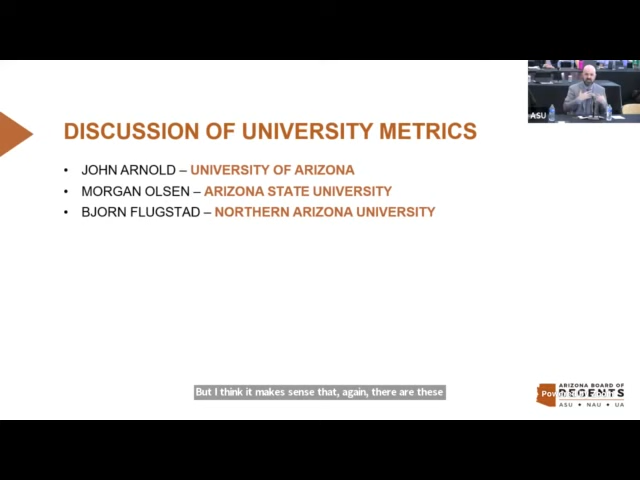 ASU
DISCUSSION OF UNIVERSITY METRICS
• JOHN ARNOLD – UNIVERSITY OF ARIZONA
• MORGAN OLSEN – ARIZONA STATE UNIVERSITY
• BJORN FLUGSTAD – NORTHERN ARIZONA UNIVERSITY
But I think it makes sense that, again, there are these
ARIZONA BOARD OF
REGENTS
ASU • NAU • UA